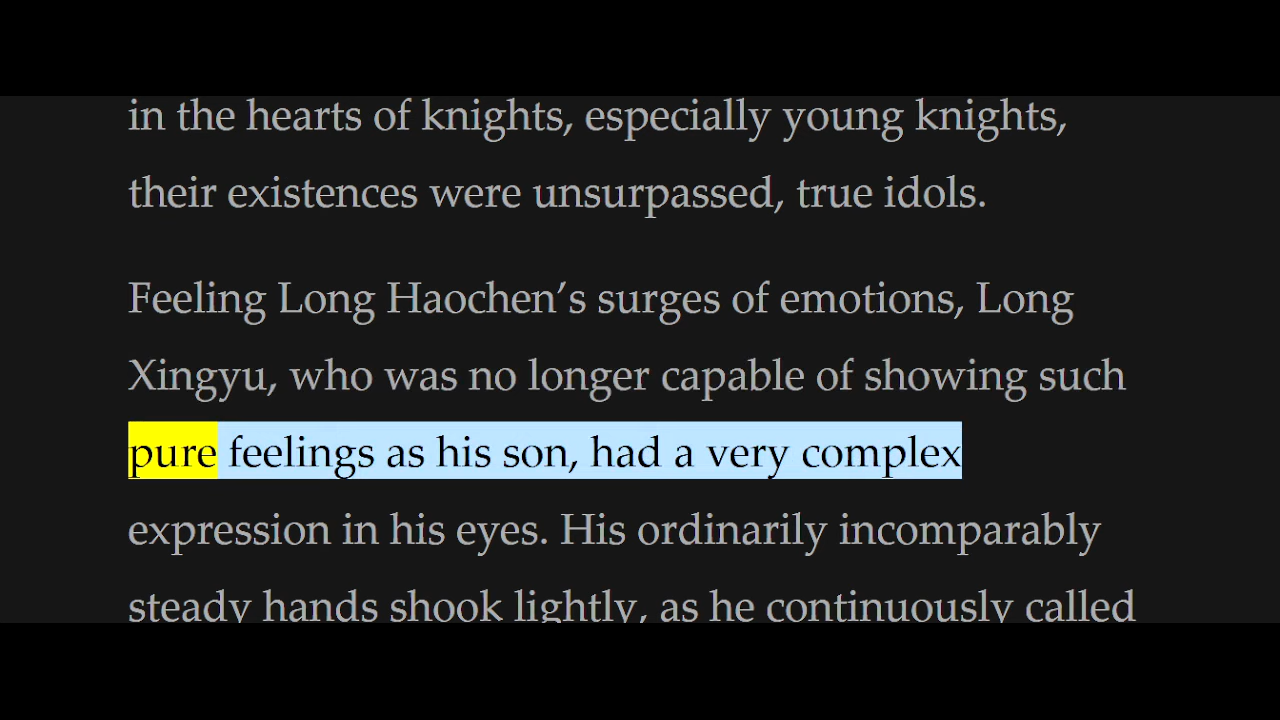 in the hearts of knights, especially young knights,
their existences were unsurpassed, true idols.
Feeling Long Haochen’s surges of emotions, Long
Xingyu, who was no longer capable of showing such
pure feelings as his son, had a very complex
expression in his eyes. His ordinarily incomparably
steady hands shook lightly, as he continuously called